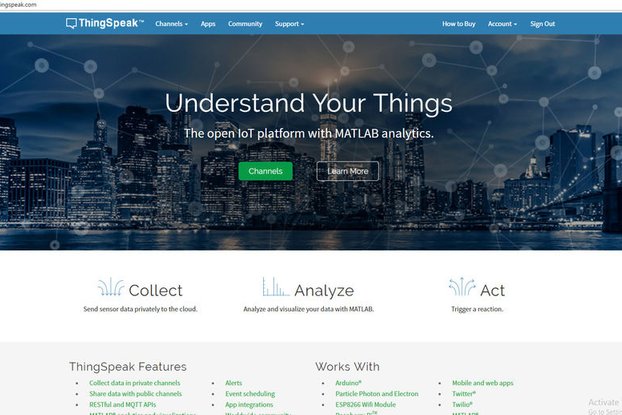 ingspeak.com
ThingSpeak™ Channels Apps Community Support How to Buy Account Sign Out
Understand Your Things
The open IoT platform with MATLAB analytics.
Channels Learn More
Collect Analyze Act
Send sensor data privately to the cloud. Analyze and visualize your data with MATLAB. Trigger a reaction.
ThingSpeak Features Works With
Collect data in private channels Alerts Arduino® Mobile and web apps
Share data with public channels Event scheduling Particle Photon and Electron Twitter®
RESTful and MQTT APIs App integrations ESP8266 Wifi Module Twilio®
Activate
Go to Settin